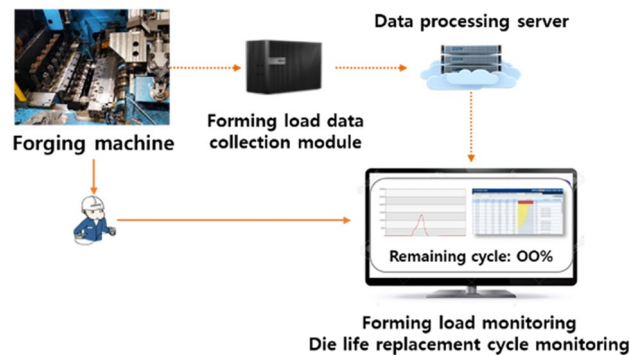 Data processing server
Forming load data
collection module
Forging machine
Remaining cycle: OO%
Forming load monitoring
Die life replacement cycle monitoring